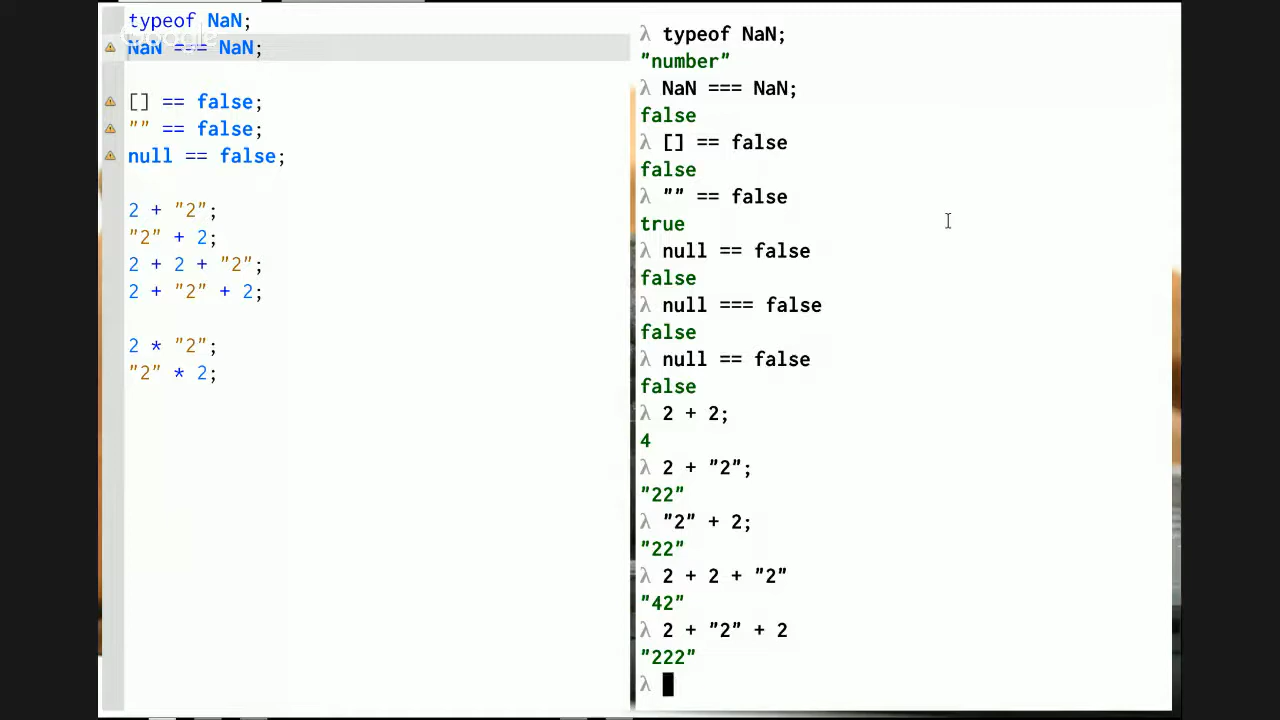 typeof NaN;
Google
NaN === NaN;
[] == false;
"" == false;
null == false;
2 + "2";
"2" + 2;
2 + 2 + "2";
2 + "2" + 2;
2 * "2";
"2" * 2;
λ typeof NaN;
"number"
λ NaN === NaN;
false
λ [] == false
false
λ "" == false
true
λ null == false
false
λ null === false
false
λ null == false
false
λ 2 + 2;
4
λ 2 + "2";
"22"
λ "2" + 2;
"22"
λ 2 + 2 + "2"
"42"
λ 2 + "2" + 2
"222"
λ